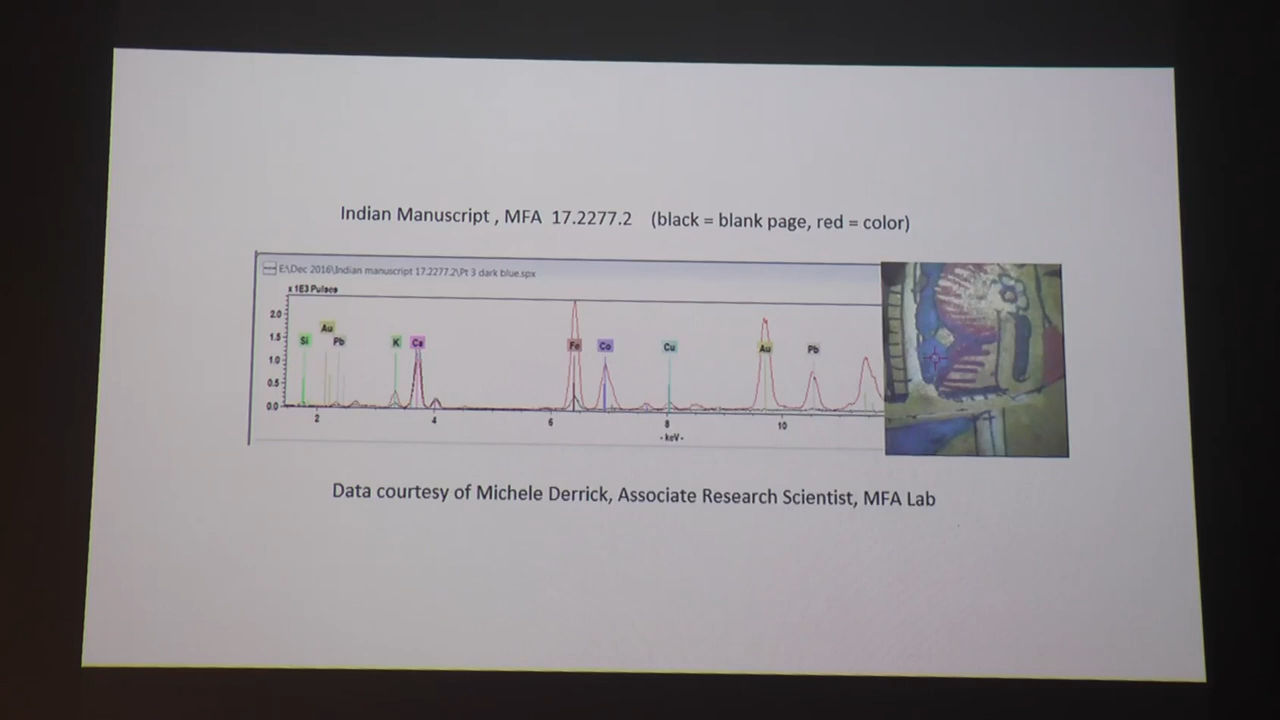 Indian Manuscript , MFA 17.2277.2 (black = blank page, red = color)
E:\Dec 2016\Indian manuscript 17.2277.2\Pt 3 dark blue.spx
x 1E3 Pulses
2.0
1.5
1.0
0.5
0.0
Si
Au
Pb
K
Ca
Fe
Co
Cu
Au
Pb
2
4
6
8
10
- keV -
Data courtesy of Michele Derrick, Associate Research Scientist, MFA Lab